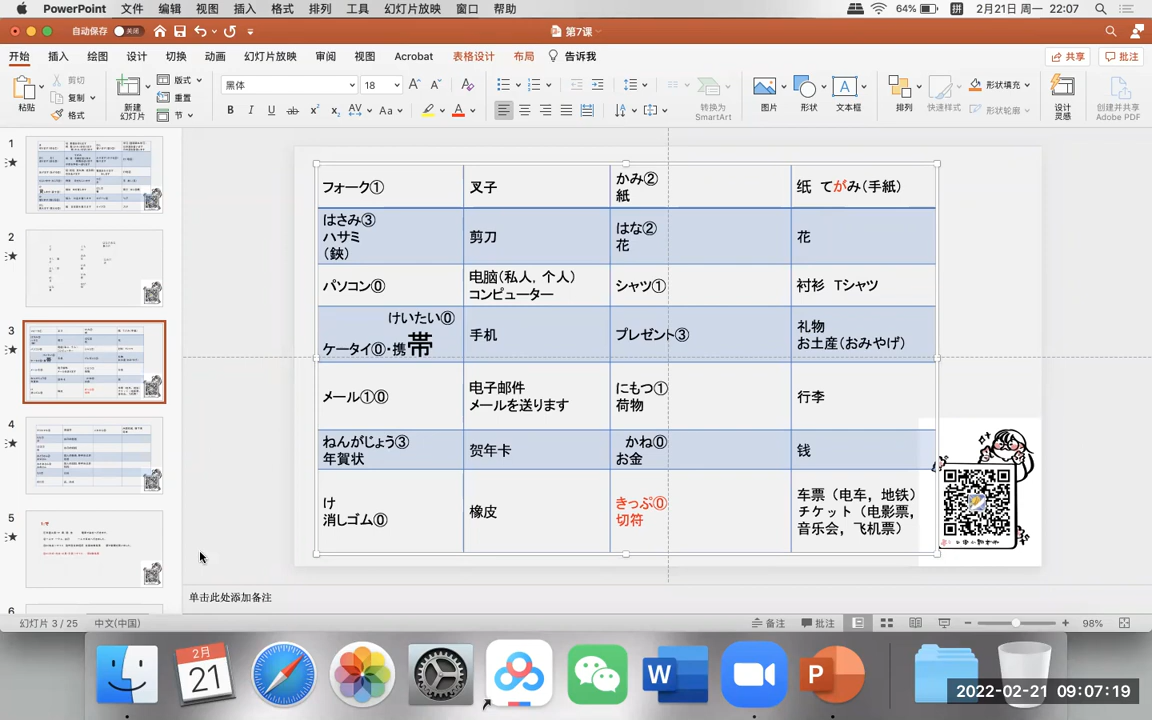 PowerPoint 文件 编辑 视图 插入 格式 排列 工具 幻灯片放映 窗口 帮助 64% 拼 2月21日 周一 22:07
自动保存 关闭 第7课
开始 插入 绘图 设计 切换 动画 幻灯片放映 审阅 视图 Acrobat 表格设计 布局 告诉我 共享 批注
粘贴 剪切 复制 格式
新建
幻灯片
版式 重置 节
黑体 18
转换为
SmartArt
图片 形状 文本框 排列 快速样式 形状填充 形状轮廓
设计
灵感
创建并共享
Adobe PDF
1
2
3
4
5
6
フォーク① 叉子
かみ②
紙
纸 てがみ(手紙)
はさみ③
ハサミ
(鋏)
剪刀
はな②
花
花
パソコン⓪
电脑(私人, 个人)
コンピューター
シャツ①
衬衫 Tシャツ
けいたい⓪
ケータイ⓪·携帯
手机
プレゼント③
礼物
お土産(おみやげ)
メール①⓪
电子邮件
メールを送ります
にもつ①
荷物
行李
ねんがじょう③
年賀状
贺年卡
かね⓪
お金
钱
け
消しゴム⓪
橡皮
きっぷ⓪
切符
车票（电车，地铁）
チケット（电影票，
音乐会，飞机票）
单击此处添加备注
幻灯片 3 / 25 中文(中国) 备注 批注 98%
2月
21
W
P
2022-02-21 09:07:19